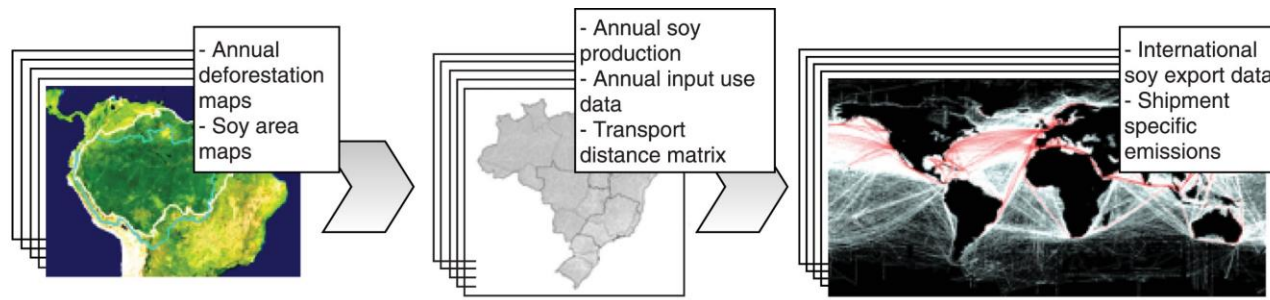 - Annual
deforestation
maps
- Soy area
maps
- Annual soy
production
- Annual input use
data
- Transport
distance matrix
- International
soy export data
- Shipment
specific
emissions